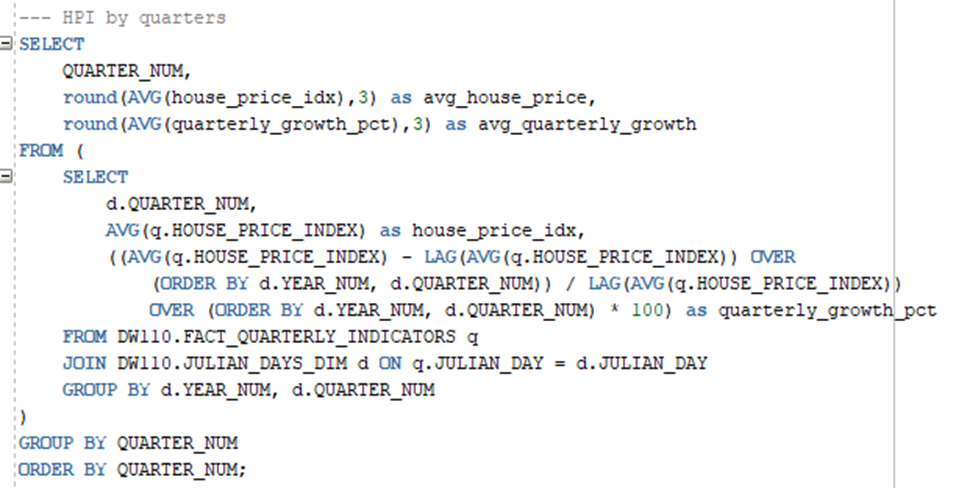 --- HPI by quarters
SELECT
QUARTER_NUM,
round(AVG(house_price_idx),3) as avg_house_price,
round(AVG(quarterly_growth_pct),3) as avg_quarterly_growth
FROM (
SELECT
d.QUARTER_NUM,
AVG(q.HOUSE_PRICE_INDEX) as house_price_idx,
((AVG(q.HOUSE_PRICE_INDEX) - LAG(AVG(q.HOUSE_PRICE_INDEX)) OVER
(ORDER BY d.YEAR_NUM, d.QUARTER_NUM)) / LAG(AVG(q.HOUSE_PRICE_INDEX))
OVER (ORDER BY d.YEAR_NUM, d.QUARTER_NUM) * 100) as quarterly_growth_pct
FROM DW110.FACT_QUARTERLY_INDICATORS q
JOIN DW110.JULIAN_DAYS_DIM d ON q.JULIAN_DAY = d.JULIAN_DAY
GROUP BY d.YEAR_NUM, d.QUARTER_NUM
)
GROUP BY QUARTER_NUM
ORDER BY QUARTER_NUM;